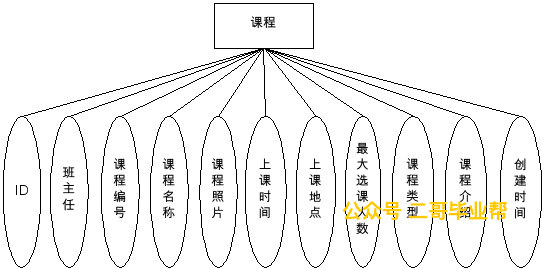 课程
ID
班主任
课程编号
课程名称
课程照片
上课时间
上课地点
最大选课人数
课程类型
课程介绍
创建时间
公众号 二哥毕业帮